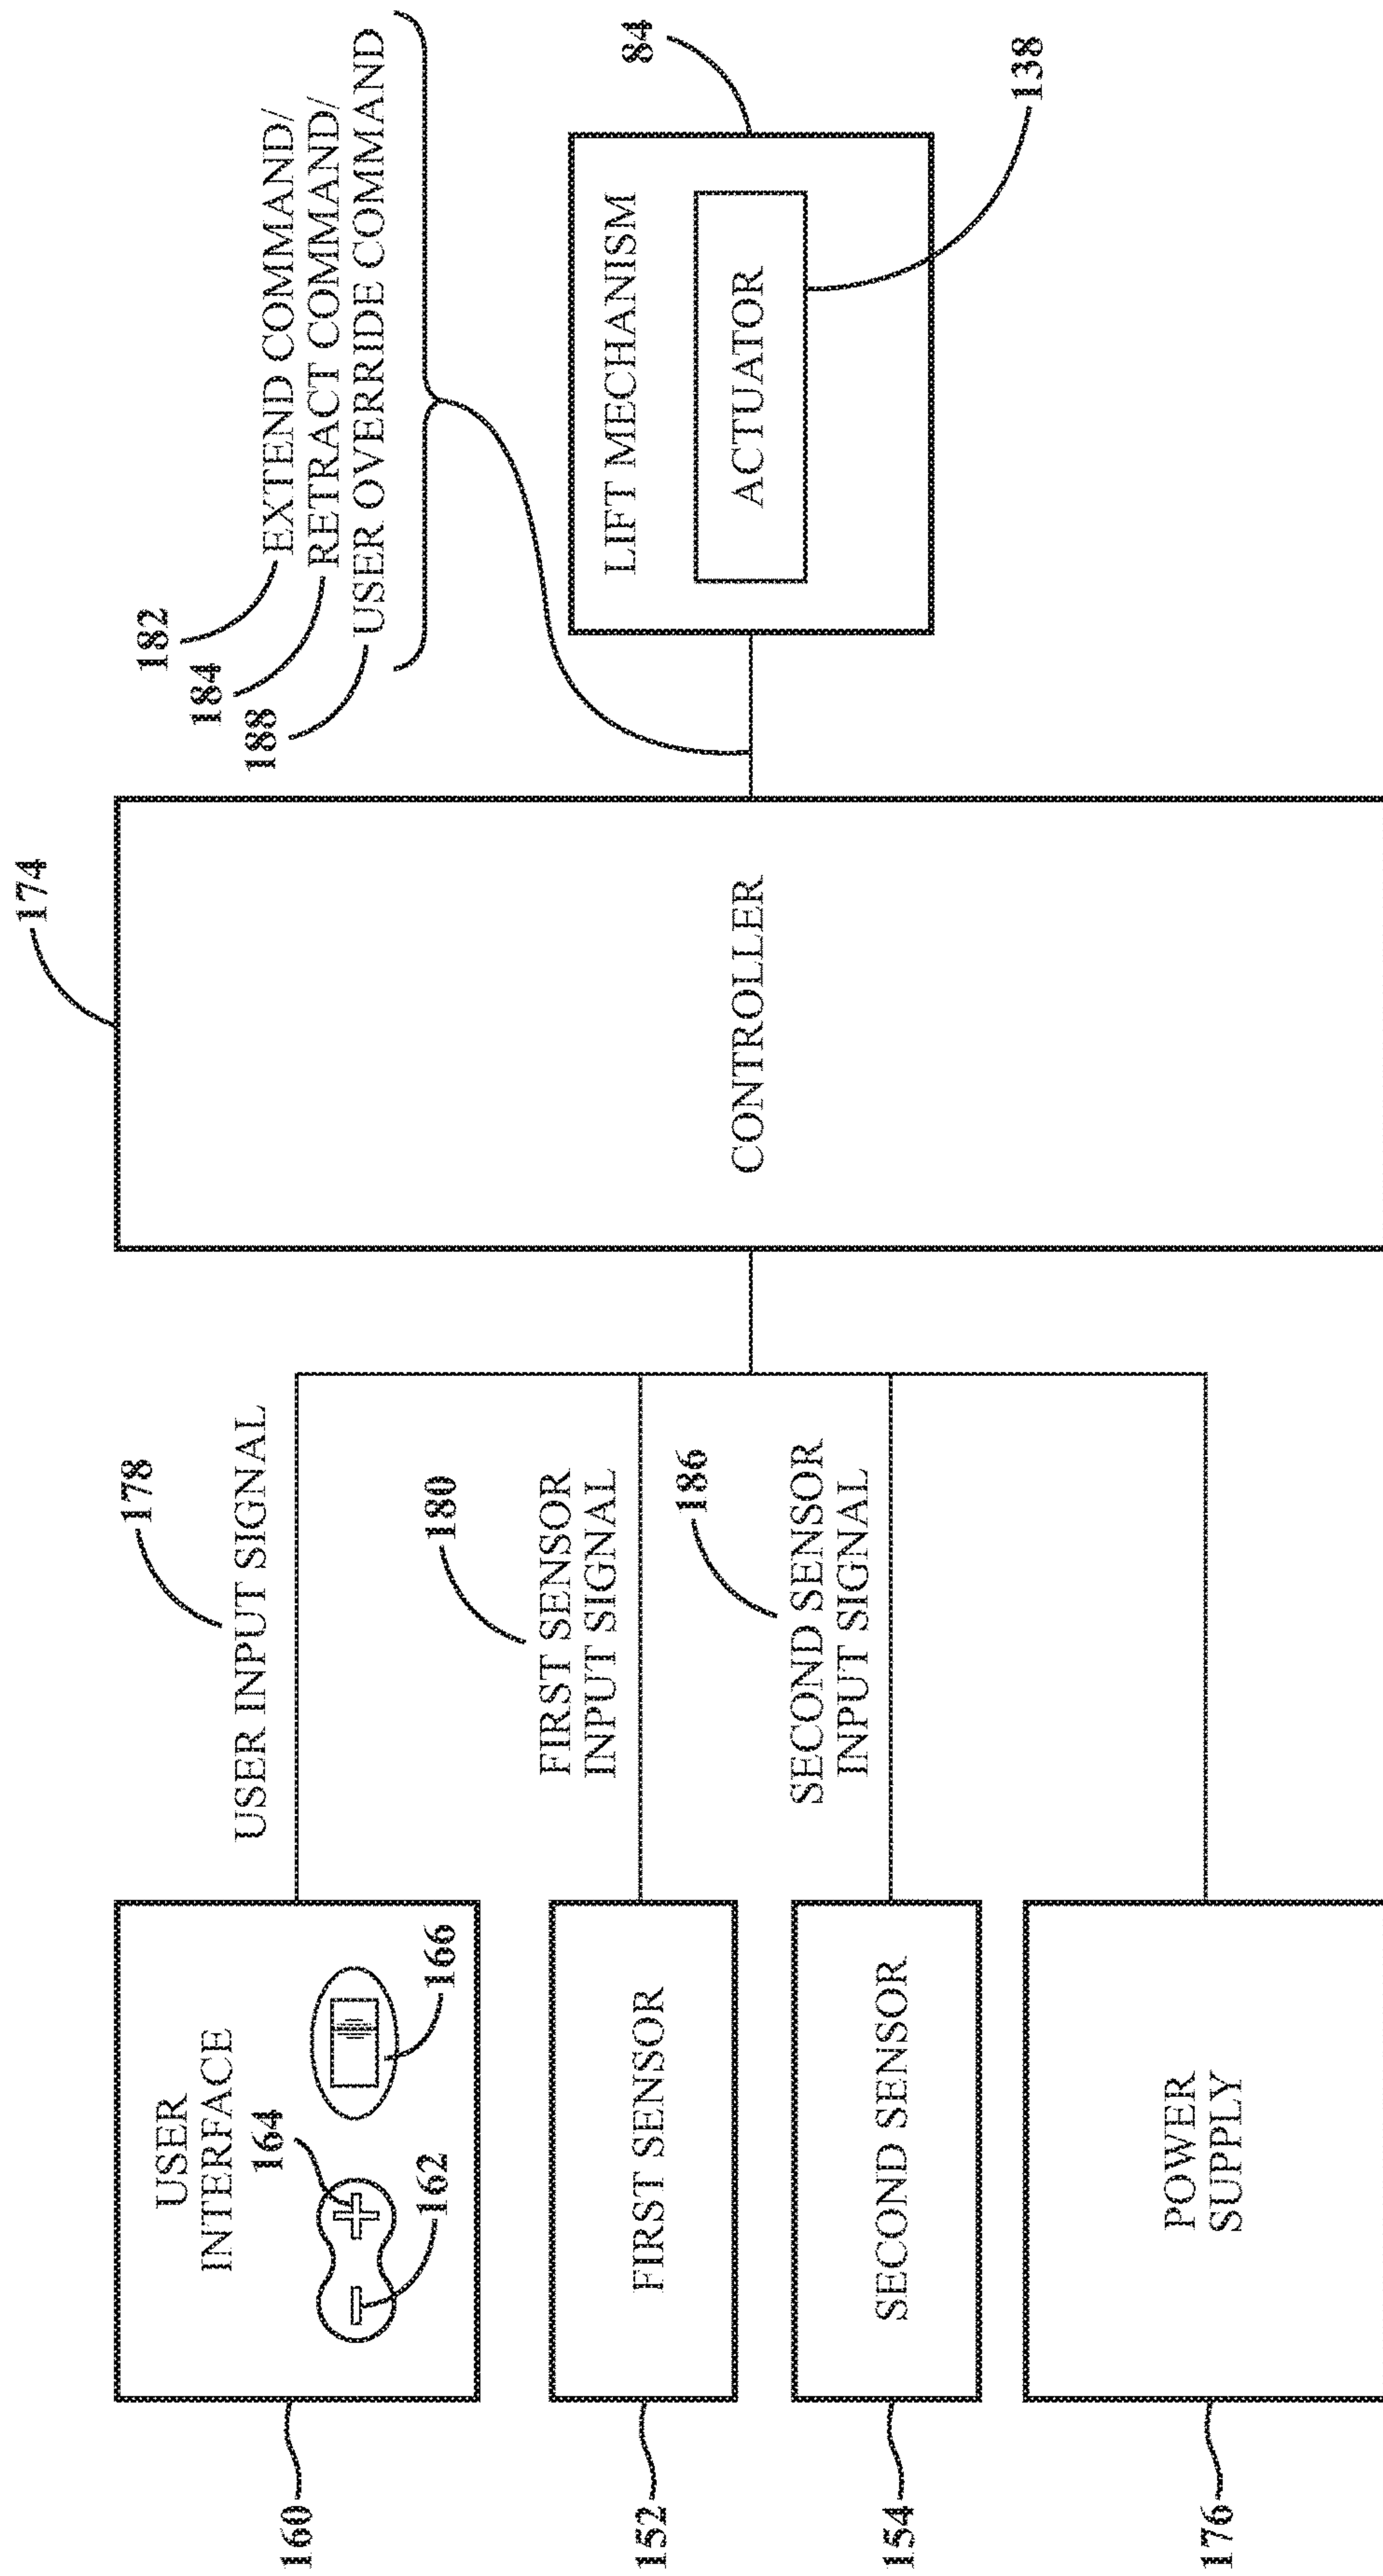 160
USER
INTERFACE
164
162
166
178
USER INPUT SIGNAL
152
FIRST SENSOR
180
FIRST SENSOR
INPUT SIGNAL
154
SECOND SENSOR
186
SECOND SENSOR
INPUT SIGNAL
176
POWER
SUPPLY
174
CONTROLLER
182
EXTEND COMMAND/
184
RETRACT COMMAND/
188
USER OVERRIDE COMMAND
84
LIFT MECHANISM
ACTUATOR
138